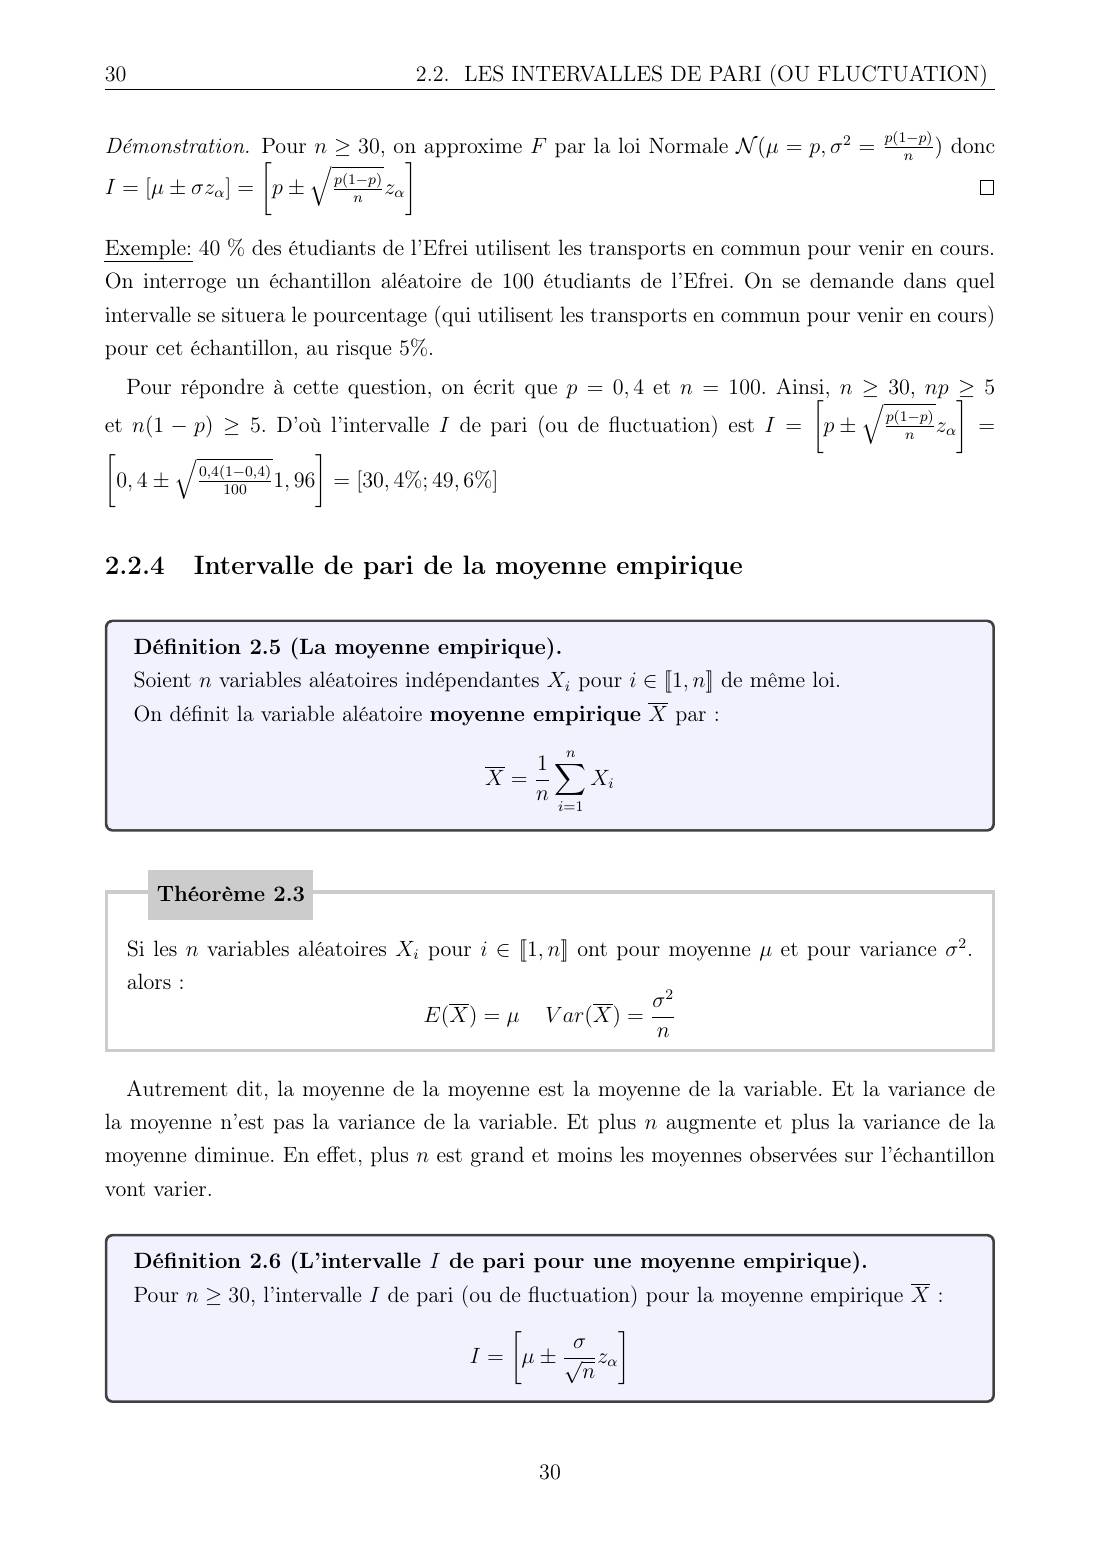 30 2.2. LES INTERVALLES DE PARI (OU FLUCTUATION)
Démonstration. Pour n ≥ 30, on approxime F par la loi Normale 𝒩(μ = p, σ² = p(1−p)/n) donc
I = [μ ± σz_α] = [p ± √(p(1−p)/n) z_α] □
Exemple: 40 % des étudiants de l'Efrei utilisent les transports en commun pour venir en cours.
On interroge un échantillon aléatoire de 100 étudiants de l'Efrei. On se demande dans quel
intervalle se situera le pourcentage (qui utilisent les transports en commun pour venir en cours)
pour cet échantillon, au risque 5%.
Pour répondre à cette question, on écrit que p = 0,4 et n = 100. Ainsi, n ≥ 30, np ≥ 5
et n(1 − p) ≥ 5. D'où l'intervalle I de pari (ou de fluctuation) est I = [p ± √(p(1−p)/n) z_α] =
[0,4 ± √(0,4(1−0,4)/100) 1,96] = [30,4%; 49,6%]
2.2.4 Intervalle de pari de la moyenne empirique
Définition 2.5 (La moyenne empirique).
Soient n variables aléatoires indépendantes X_i pour i ∈ ⟦1, n⟧ de même loi.
On définit la variable aléatoire moyenne empirique X̅ par :
X̅ = 1/n ∑_{i=1}^{n} X_i
Théorème 2.3
Si les n variables aléatoires X_i pour i ∈ ⟦1, n⟧ ont pour moyenne μ et pour variance σ².
alors :
E(X̅) = μ Var(X̅) = σ²/n
Autrement dit, la moyenne de la moyenne est la moyenne de la variable. Et la variance de
la moyenne n'est pas la variance de la variable. Et plus n augmente et plus la variance de la
moyenne diminue. En effet, plus n est grand et moins les moyennes observées sur l'échantillon
vont varier.
Définition 2.6 (L'intervalle I de pari pour une moyenne empirique).
Pour n ≥ 30, l'intervalle I de pari (ou de fluctuation) pour la moyenne empirique X̅ :
I = [μ ± σ/√n z_α]
30